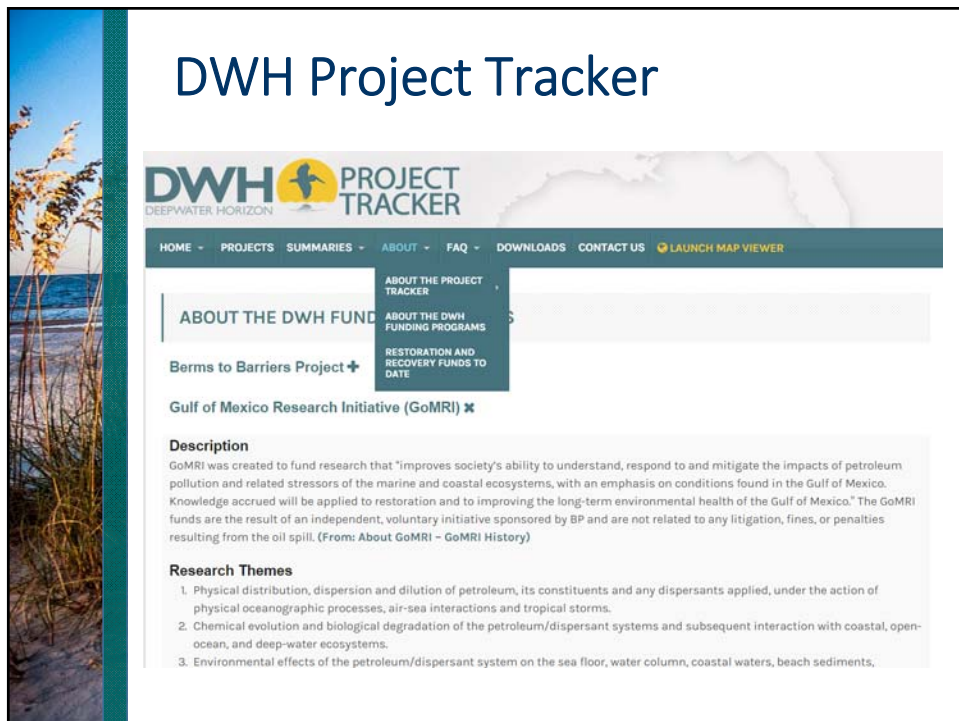 DWH Project Tracker
DWH PROJECT
DEEPWATER HORIZON TRACKER
HOME PROJECTS SUMMARIES ABOUT FAQ DOWNLOADS CONTACT US LAUNCH MAP VIEWER
ABOUT THE PROJECT
TRACKER
ABOUT THE DWH
FUNDING PROGRAMS
RESTORATION AND
RECOVERY FUNDS TO
DATE
ABOUT THE DWH FUND S
Berms to Barriers Project
Gulf of Mexico Research Initiative (GoMRI)
Description
GoMRI was created to fund research that "improves society's ability to understand, respond to and mitigate the impacts of petroleum
pollution and related stressors of the marine and coastal ecosystems, with an emphasis on conditions found in the Gulf of Mexico.
Knowledge accrued will be applied to restoration and to improving the long-term environmental health of the Gulf of Mexico." The GoMRI
funds are the result of an independent, voluntary initiative sponsored by BP and are not related to any litigation, fines, or penalties
resulting from the oil spill. (From: About GoMRI – GoMRI History)
Research Themes
1. Physical distribution, dispersion and dilution of petroleum, its constituents and any dispersants applied, under the action of
physical oceanographic processes, air-sea interactions and tropical storms.
2. Chemical evolution and biological degradation of the petroleum/dispersant systems and subsequent interaction with coastal, open-
ocean, and deep-water ecosystems.
3. Environmental effects of the petroleum/dispersant system on the sea floor, water column, coastal waters, beach sediments,